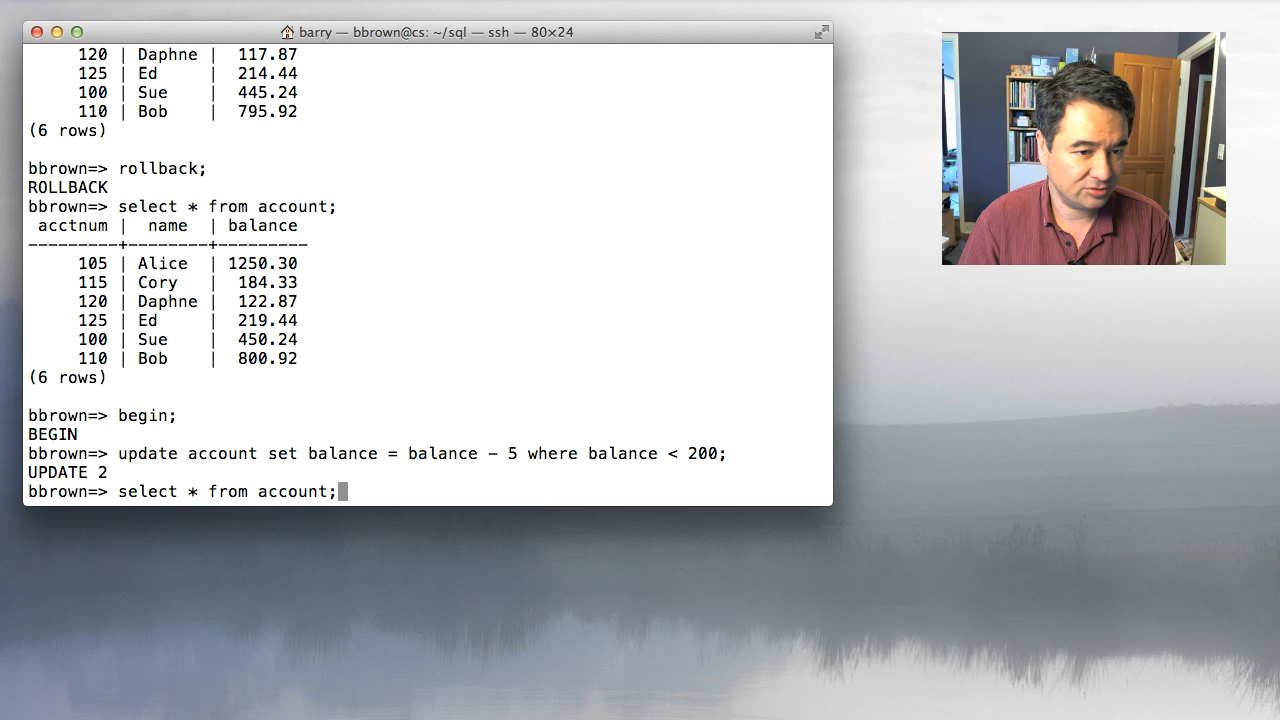 barry — bbrown@cs: ~/sql — ssh — 80×24
120 | Daphne | 117.87
125 | Ed     | 214.44
100 | Sue    | 445.24
110 | Bob    | 795.92
(6 rows)
bbrown=> rollback;
ROLLBACK
bbrown=> select * from account;
acctnum |  name  | balance
---------+--------+---------
105 | Alice  | 1250.30
115 | Cory   | 184.33
120 | Daphne | 122.87
125 | Ed     | 219.44
100 | Sue    | 450.24
110 | Bob    | 800.92
(6 rows)
bbrown=> begin;
BEGIN
bbrown=> update account set balance = balance - 5 where balance < 200;
UPDATE 2
bbrown=> select * from account;